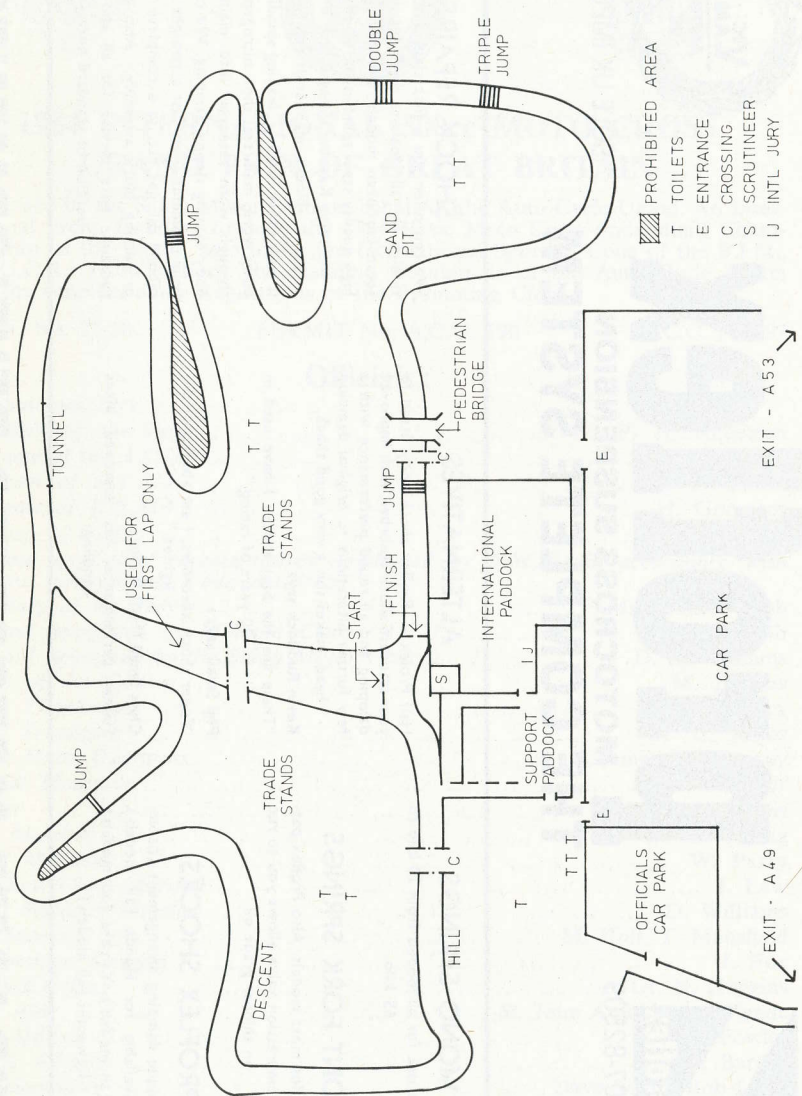 DOUBLE
JUMP
TRIPLE
JUMP
JUMP
SAND
PIT
T T
TUNNEL
USED FOR
FIRST LAP ONLY
T T
PEDESTRIAN
BRIDGE
C
JUMP
TRADE
STANDS
C
START
FINISH
INTERNATIONAL
PADDOCK
S
IJ
SUPPORT
PADDOCK
JUMP
TRADE
STANDS
T
T
C
DESCENT
HILL
T
T T T
E
E
CAR PARK
OFFICIALS
CAR PARK
EXIT - A53
EXIT - A49
PROHIBITED AREA
T TOILETS
E ENTRANCE
C CROSSING
S SCRUTINEER
IJ INTL JURY